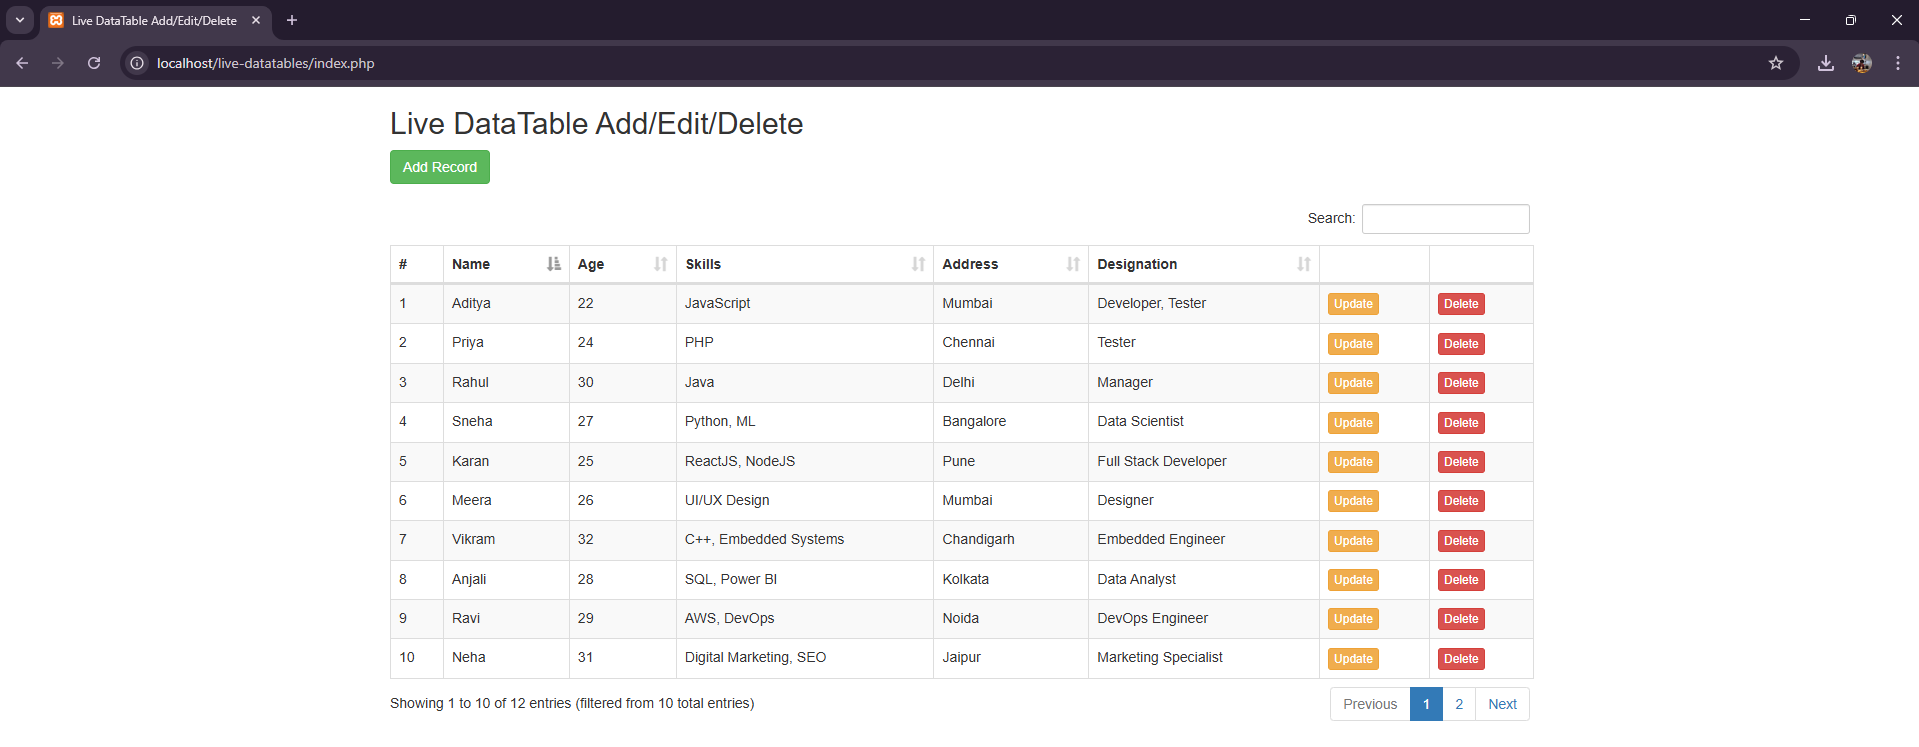 Live DataTable Add/Edit/Delete
localhost/live-datatables/index.php
Live DataTable Add/Edit/Delete
Add Record
Search:
# Name Age Skills Address Designation
1 Aditya 22 JavaScript Mumbai Developer, Tester Update Delete
2 Priya 24 PHP Chennai Tester Update Delete
3 Rahul 30 Java Delhi Manager Update Delete
4 Sneha 27 Python, ML Bangalore Data Scientist Update Delete
5 Karan 25 ReactJS, NodeJS Pune Full Stack Developer Update Delete
6 Meera 26 UI/UX Design Mumbai Designer Update Delete
7 Vikram 32 C++, Embedded Systems Chandigarh Embedded Engineer Update Delete
8 Anjali 28 SQL, Power BI Kolkata Data Analyst Update Delete
9 Ravi 29 AWS, DevOps Noida DevOps Engineer Update Delete
10 Neha 31 Digital Marketing, SEO Jaipur Marketing Specialist Update Delete
Showing 1 to 10 of 12 entries (filtered from 10 total entries) Previous 1 2 Next